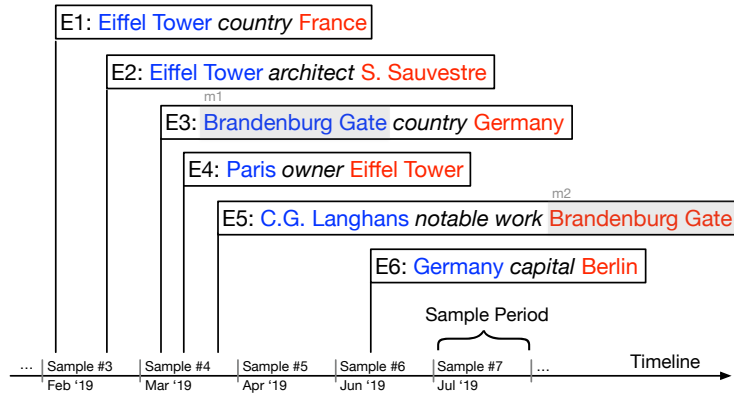 E1: Eiffel Tower country France
E2: Eiffel Tower architect S. Sauvestre
m1
E3: Brandenburg Gate country Germany
E4: Paris owner Eiffel Tower
m2
E5: C.G. Langhans notable work Brandenburg Gate
E6: Germany capital Berlin
Sample Period
... Sample #3 Sample #4 Sample #5 Sample #6 Sample #7 ... Timeline
Feb ‘19 Mar ‘19 Apr ‘19 Jun ‘19 Jul ‘19